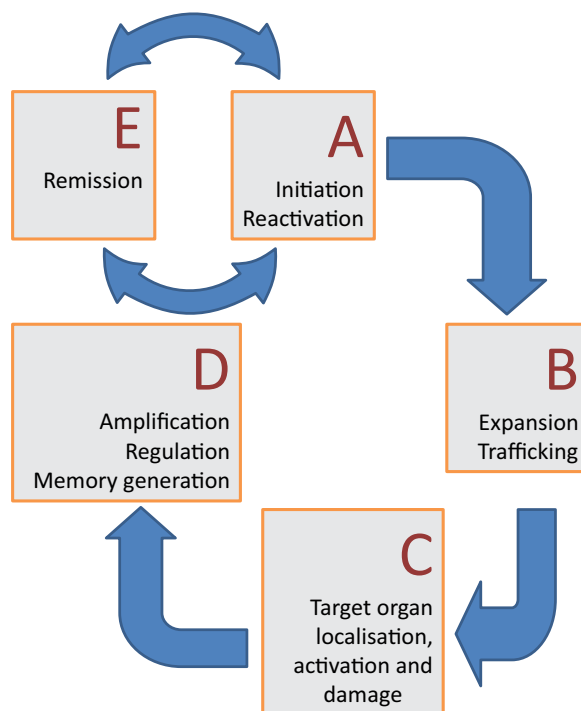 E
Remission
A
Initiation
Reactivation
B
Expansion
Trafficking
C
Target organ
localisation,
activation and
damage
D
Amplification
Regulation
Memory generation